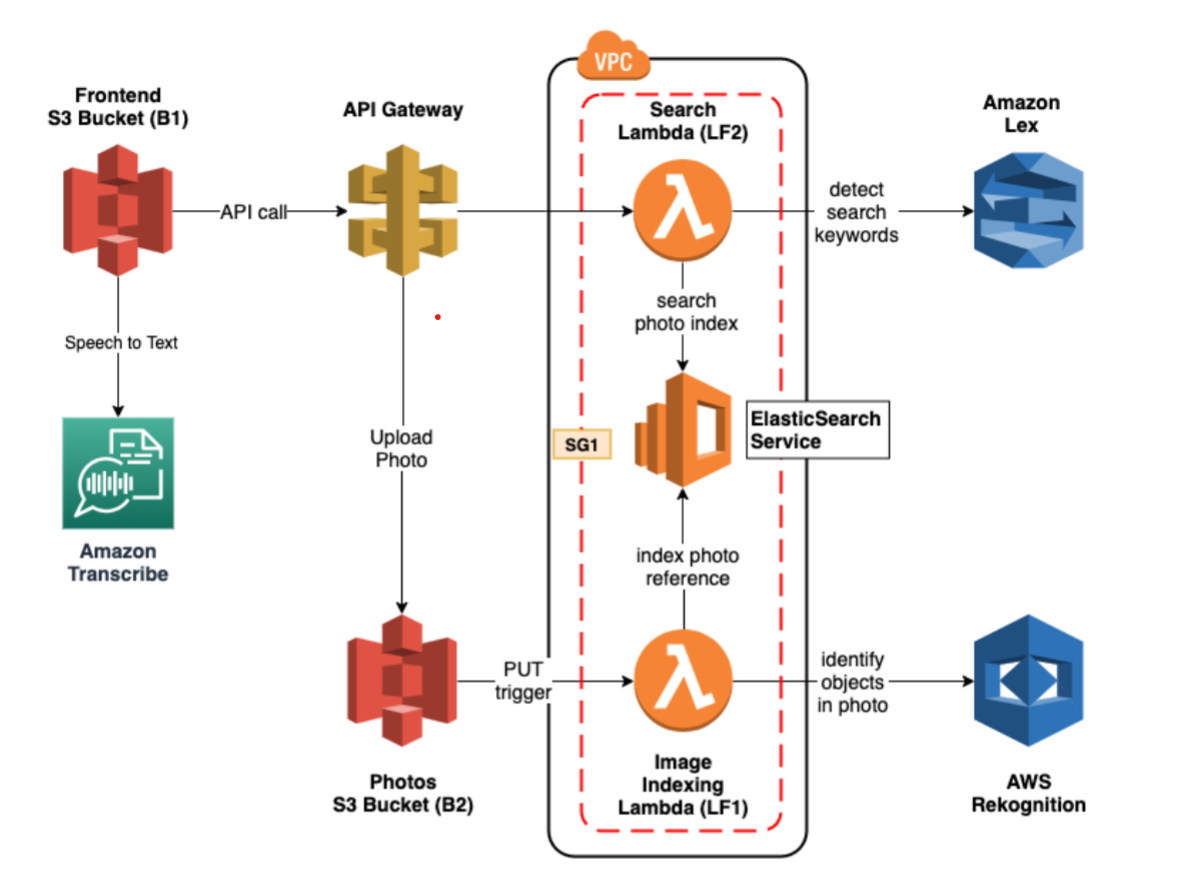 VPC
Frontend
S3 Bucket (B1)
API Gateway
Search
Lambda (LF2)
Amazon
Lex
API call
detect
search
keywords
search
photo index
Speech to Text
Amazon
Transcribe
Upload
Photo
SG1
ElasticSearch
Service
index photo
reference
PUT
trigger
identify
objects
in photo
Photos
S3 Bucket (B2)
Image
Indexing
Lambda (LF1)
AWS
Rekognition